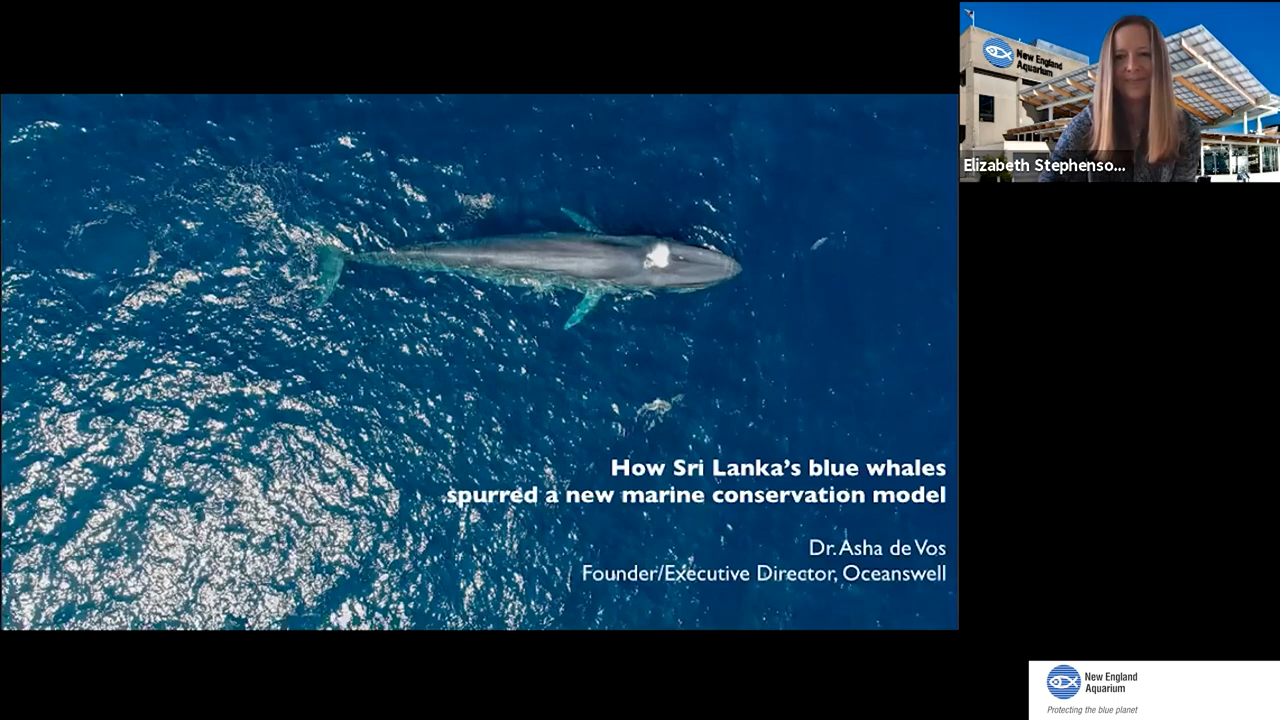 New England
Aquarium
Elizabeth Stephenso...
How Sri Lanka's blue whales
spurred a new marine conservation model
Dr. Asha de Vos
Founder/Executive Director, Oceanswell
New England
Aquarium
Protecting the blue planet